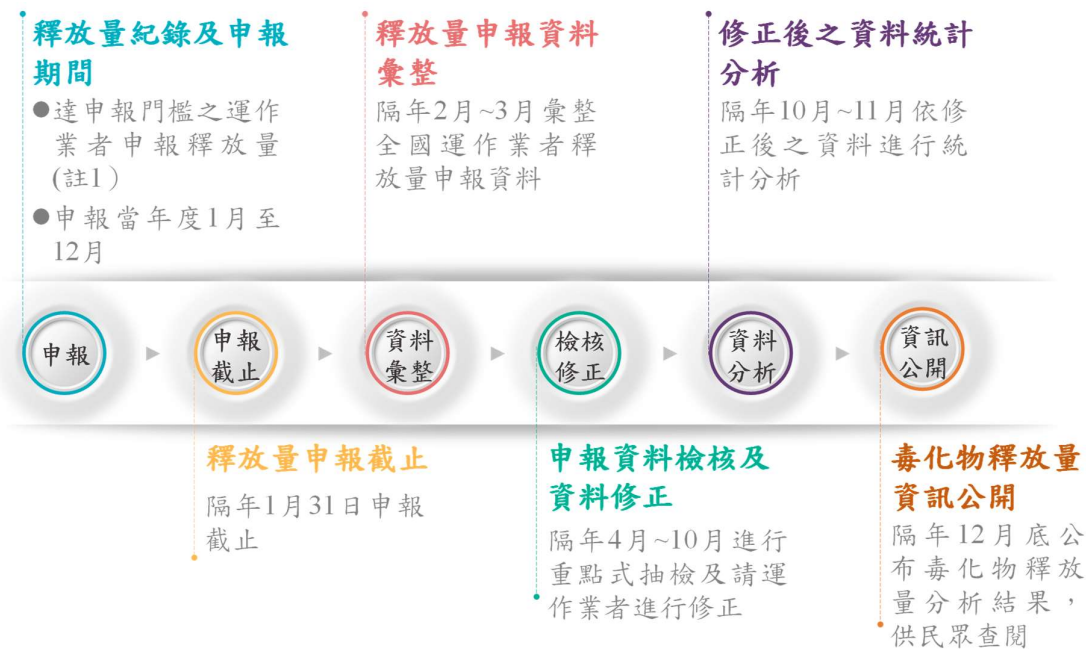 釋放量紀錄及申報
期間
●達申報門檻之運作
業者申報釋放量
(註1)
●申報當年度1月至
12月
釋放量申報資料
彙整
隔年2月~3月彙整
全國運作業者釋
放量申報資料
修正後之資料統計
分析
隔年10月~11月依修
正後之資料進行統
計分析
申報
申報
截止
資料
彙整
檢核
修正
資料
分析
資訊
公開
釋放量申報截止
隔年1月31日申報
截止
申報資料檢核及
資料修正
隔年4月~10月進行
重點式抽檢及請運
作業者進行修正
毒化物釋放量
資訊公開
隔年12月底公
布毒化物釋放
量分析結果，
供民眾查閱